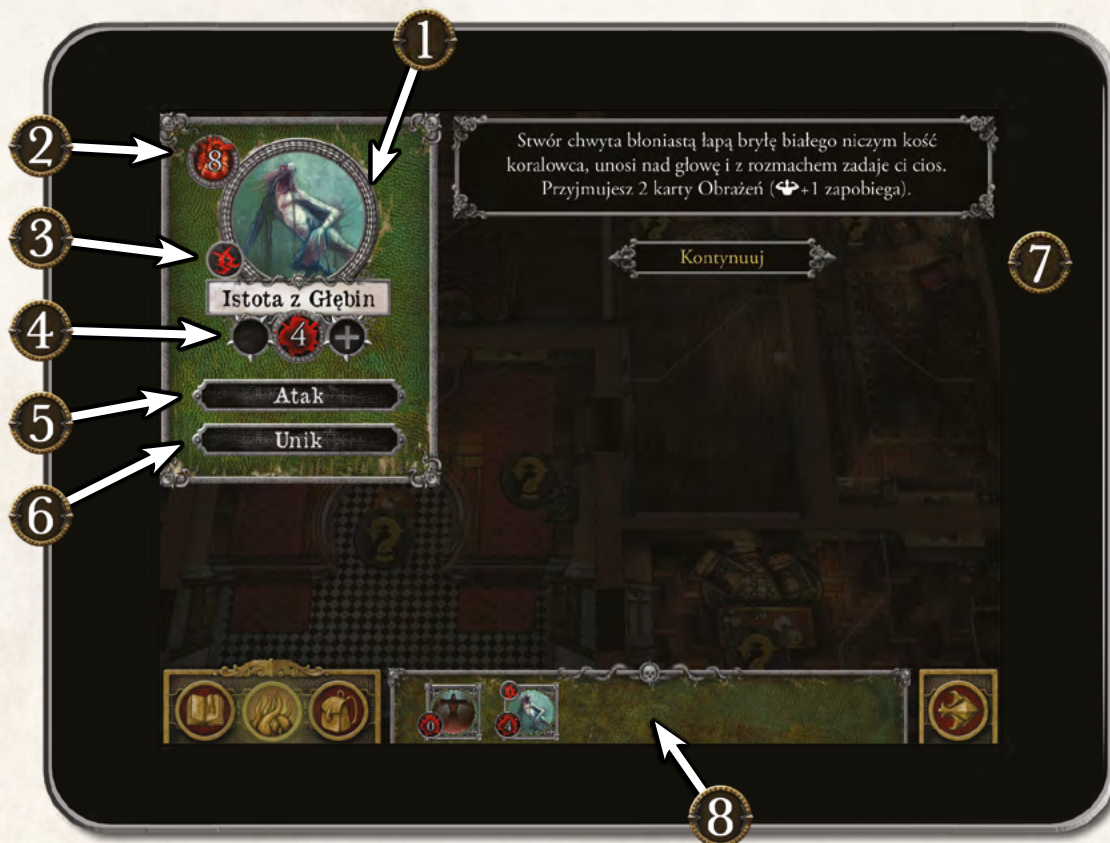 1
2
8
Stwór chwyta błoniastą łapą bryłę białego niczym kość
koralowca, unosi nad głowę i z rozmachem zadaje ci cios.
Przyjmujesz 2 karty Obrażeń (+1 zapobiega).
3
Kontynuuj
7
Istota z Głębin
4
4 +
5
Atak
6
Unik
0
4
8